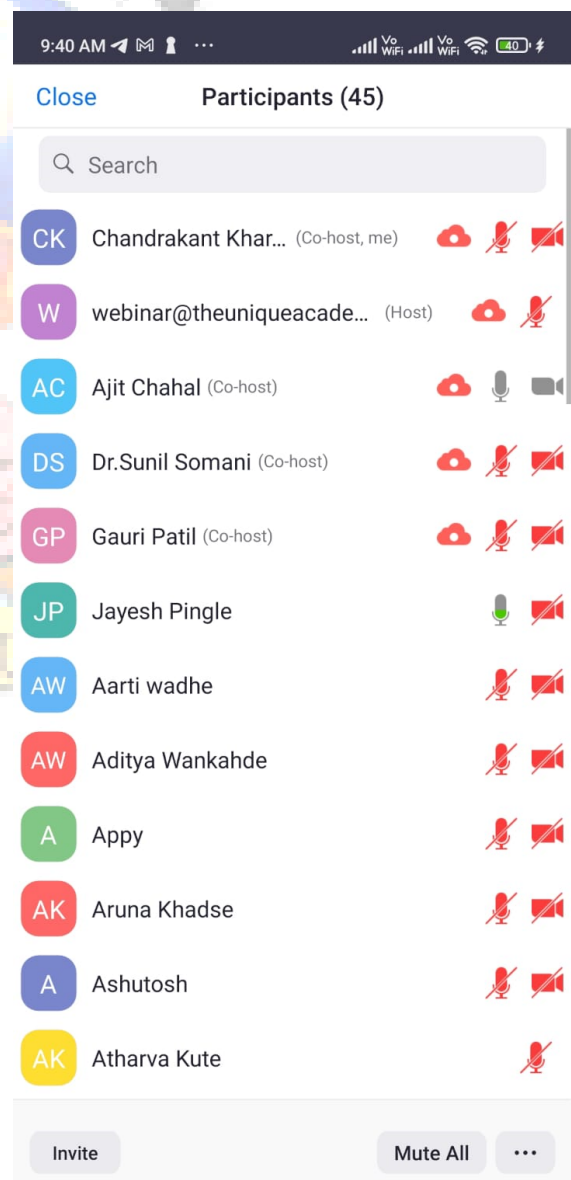 9:40 AM ... Vo WiFi Vo WiFi 40
Close Participants (45)
Search
CK Chandrakant Khar... (Co-host, me)
W webinar@theuniqueacade... (Host)
AC Ajit Chahal (Co-host)
DS Dr.Sunil Somani (Co-host)
GP Gauri Patil (Co-host)
JP Jayesh Pingle
AW Aarti wadhe
AW Aditya Wankahde
A Appy
AK Aruna Khadse
A Ashutosh
AK Atharva Kute
Invite Mute All ...